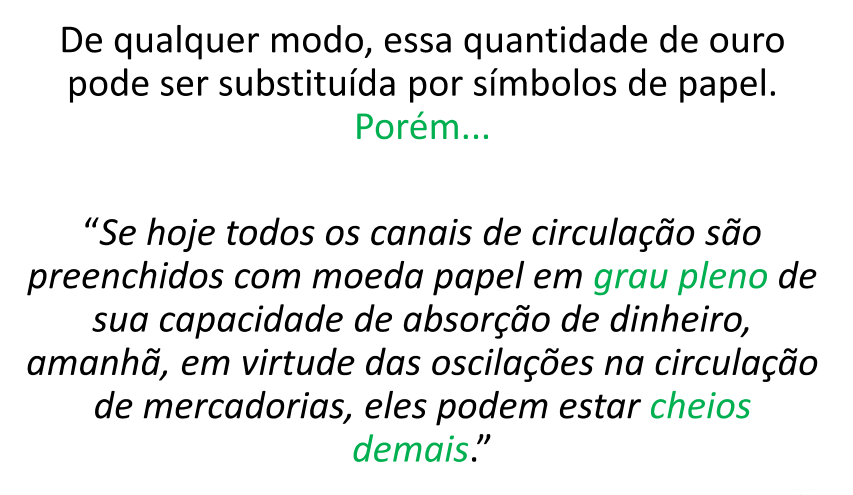 De qualquer modo, essa quantidade de ouro
pode ser substituída por símbolos de papel.
Porém...
“Se hoje todos os canais de circulação são
preenchidos com moeda papel em grau pleno de
sua capacidade de absorção de dinheiro,
amanhã, em virtude das oscilações na circulação
de mercadorias, eles podem estar cheios
demais.”